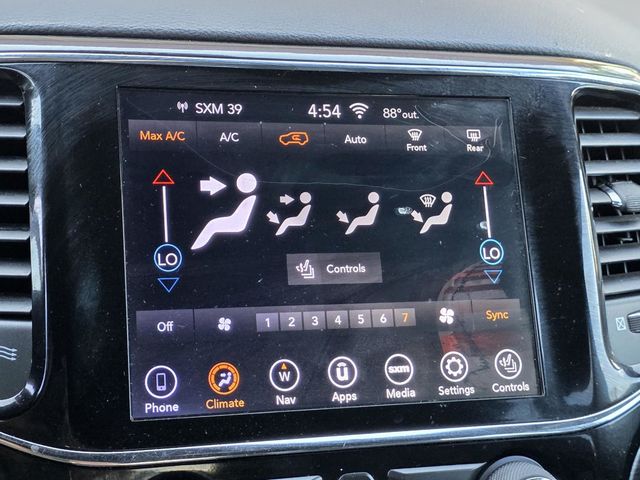 SXM 39 4:54 88°out.
Max A/C A/C Auto Front Rear
LO LO
Controls
Off 1 2 3 4 5 6 7 Sync
W u sxm
Phone Climate Nav Apps Media Settings Controls